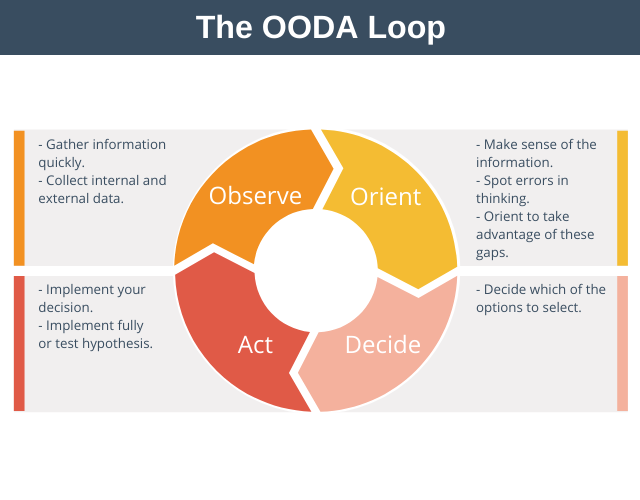 The OODA Loop
- Gather information
quickly.
- Collect internal and
external data.
Observe
Orient
- Make sense of the
information.
- Spot errors in
thinking.
- Orient to take
advantage of these
gaps.
- Implement your
decision.
- Implement fully
or test hypothesis.
Act
Decide
- Decide which of the
options to select.